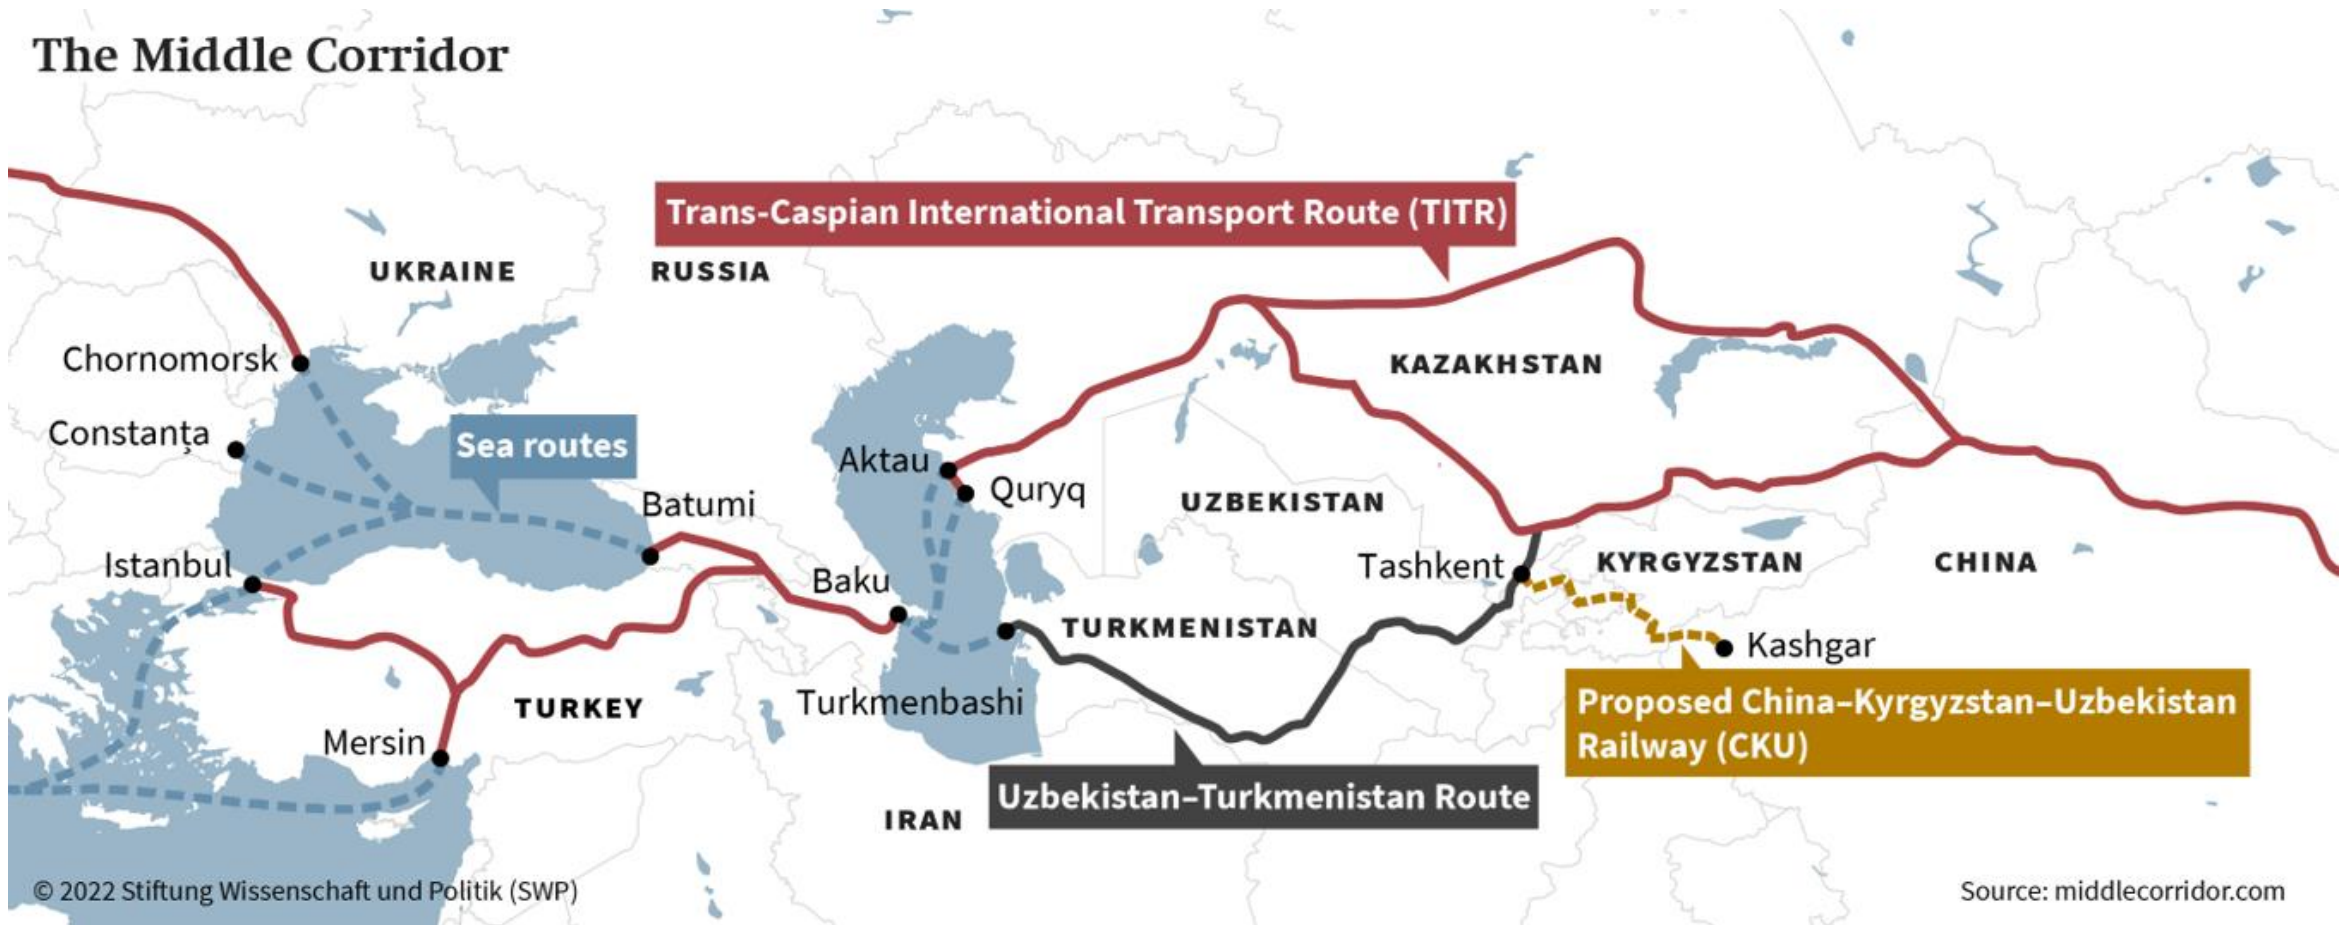 The Middle Corridor
Trans-Caspian International Transport Route (TITR)
UKRAINE
RUSSIA
Chornomorsk
KAZAKHSTAN
Constanța
Sea routes
Aktau
Quryq
Batumi
UZBEKISTAN
Istanbul
Baku
Tashkent
KYRGYZSTAN
CHINA
TURKMENISTAN
Kashgar
Turkmenbashi
TURKEY
Mersin
Proposed China–Kyrgyzstan–Uzbekistan
Railway (CKU)
Uzbekistan–Turkmenistan Route
IRAN
© 2022 Stiftung Wissenschaft und Politik (SWP)
Source: middlecorridor.com